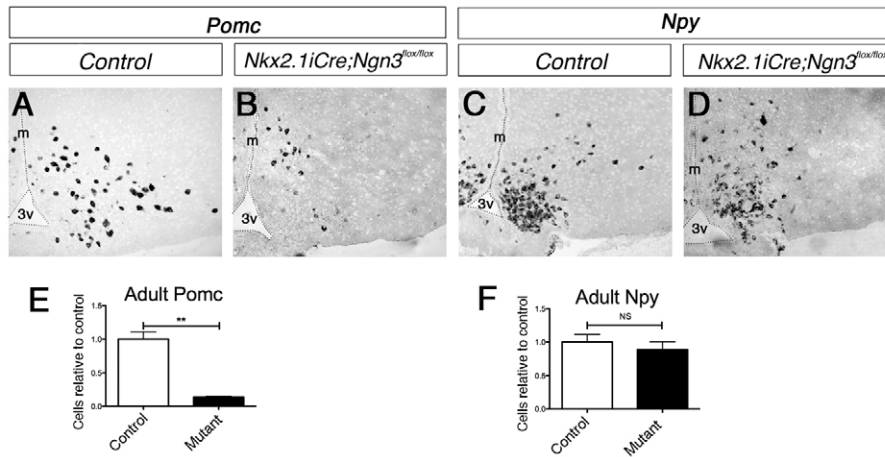 Pomc
Npy
Control
Nkx2.1iCre;Ngn3flox/flox
Control
Nkx2.1iCre;Ngn3flox/flox
A
B
C
D
m
m
m
m
3v
3v
3v
3v
E
Adult Pomc
Cells relative to control
1.5
1.0
0.5
0.0
**
Control
Mutant
F
Adult Npy
Cells relative to control
1.5
1.0
0.5
0.0
NS
Control
Mutant